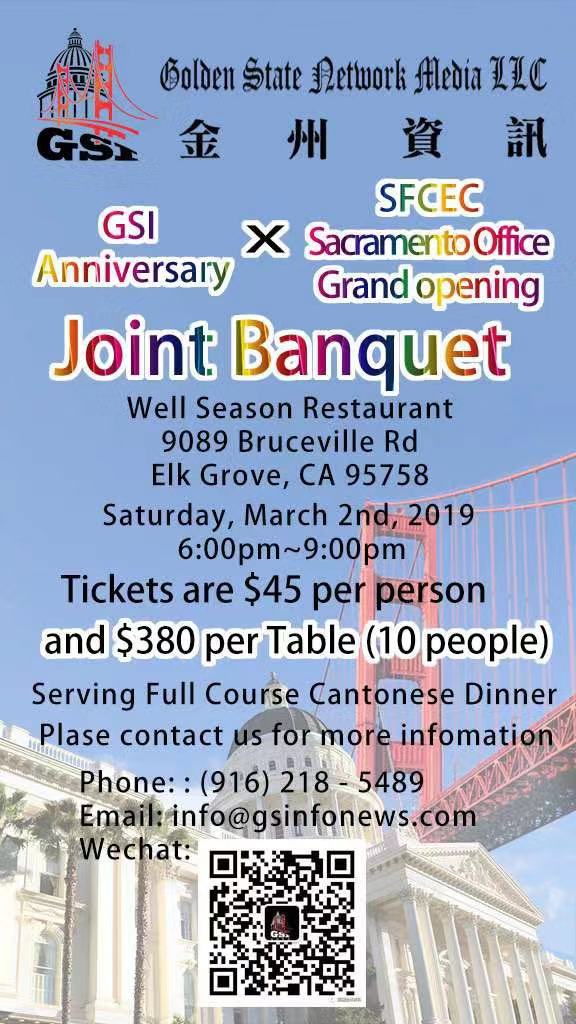 Golden State Network Media LLC
GSI
金州資訊
GSI
Anniversary
X
SFCEC
Sacramento Office
Grand opening
Joint Banquet
Well Season Restaurant
9089 Bruceville Rd
Elk Grove, CA 95758
Saturday, March 2nd, 2019
6:00pm~9:00pm
Tickets are $45 per person
and $380 per Table (10 people)
Serving Full Course Cantonese Dinner
Plase contact us for more infomation
Phone: : (916) 218 - 5489
Email: info@gsinfonews.com
Wechat:
GSI